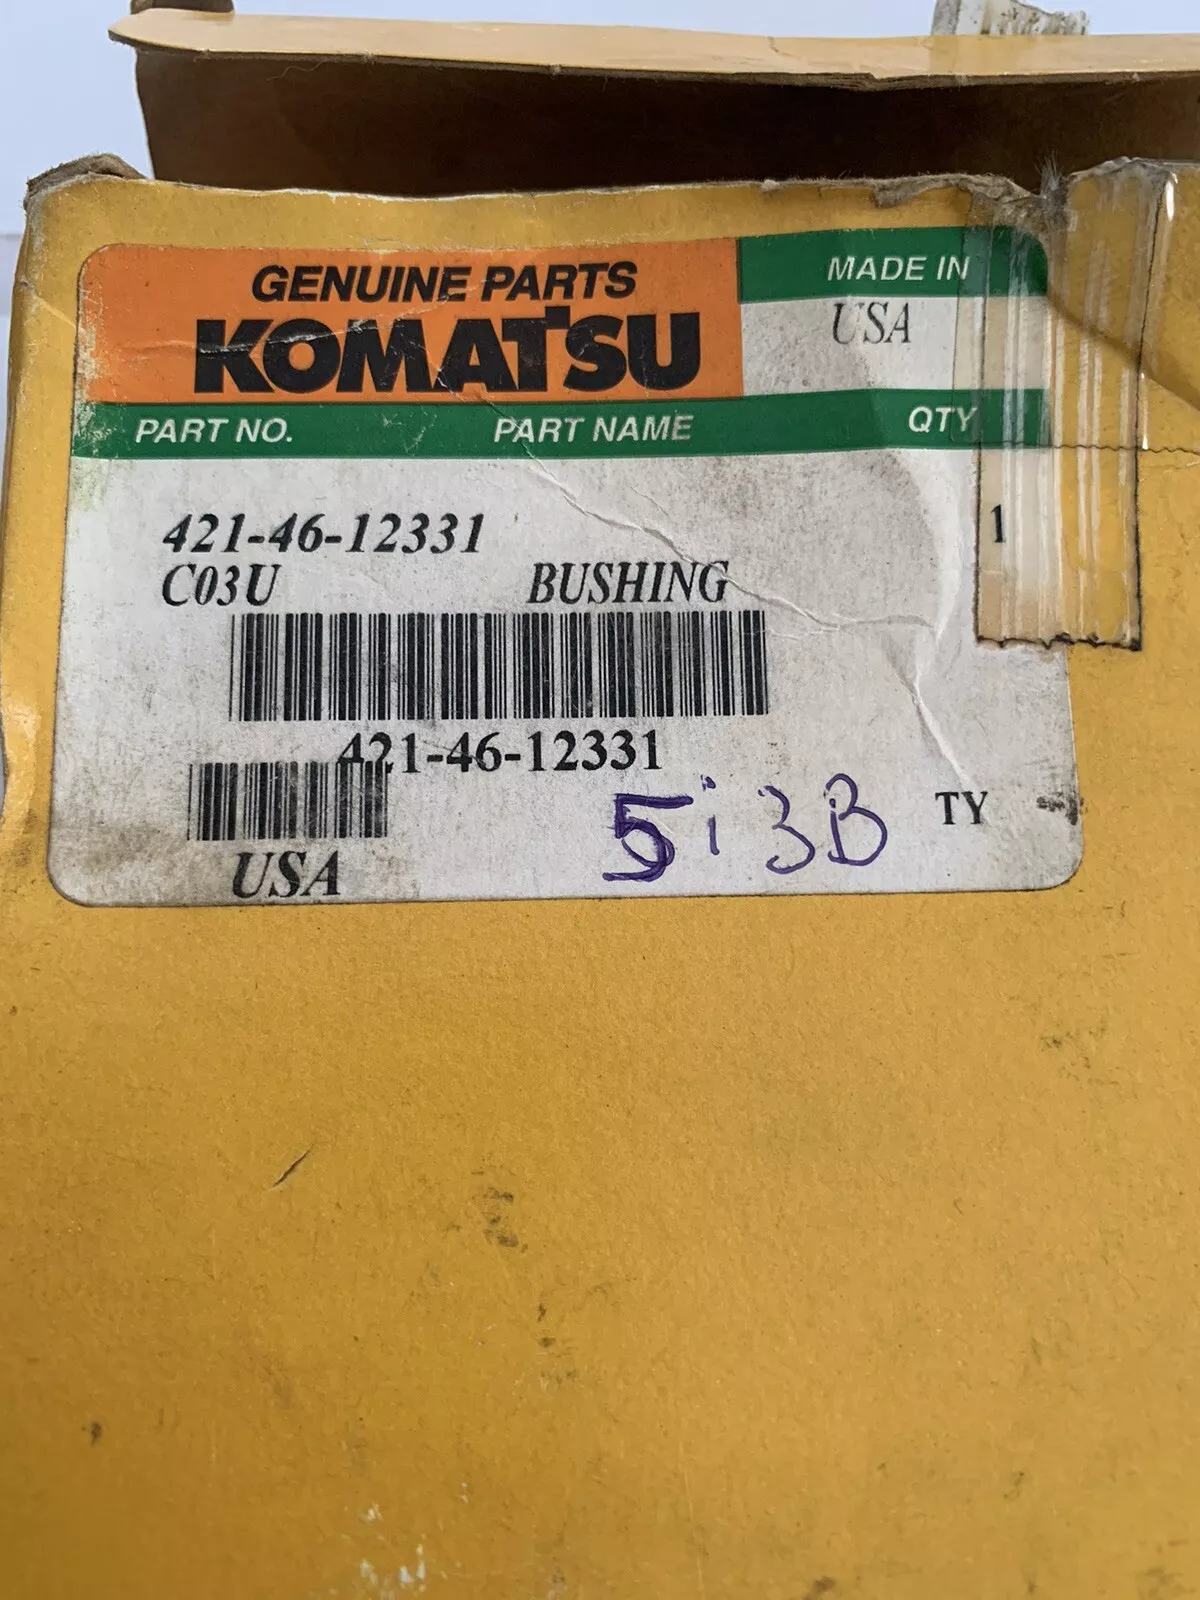 GENUINE PARTS
KOMATSU
MADE IN
USA
PART NO. PART NAME QTY
421-46-12331 1
C03U BUSHING
421-46-12331
5i3B
TY
USA